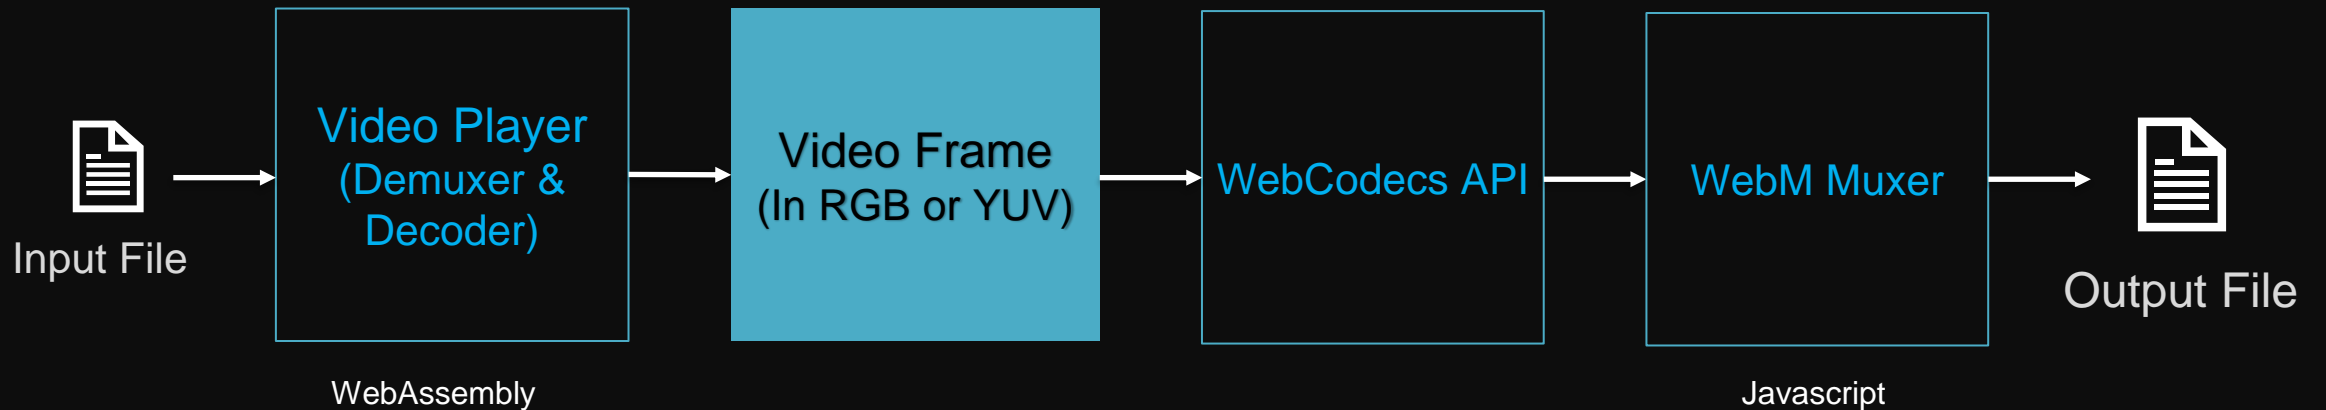 Input File
Video Player
(Demuxer &
Decoder)
WebAssembly
Video Frame
(In RGB or YUV)
WebCodecs API
WebM Muxer
Javascript
Output File